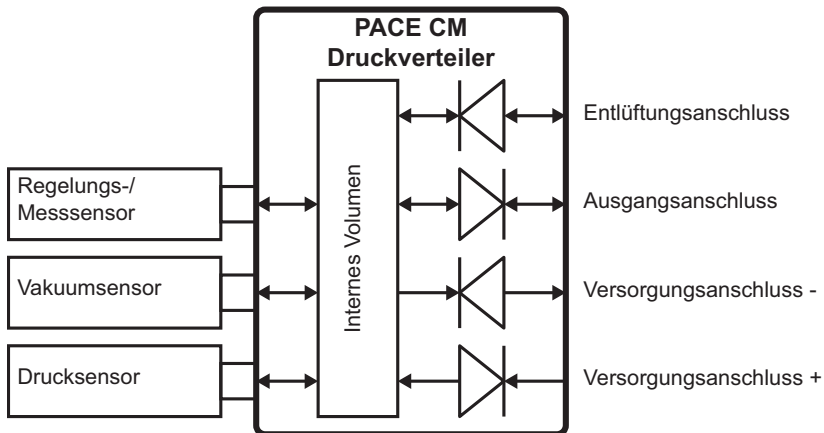 PACE CM
Druckverteiler
Entlüftungsanschluss
Regelungs-/
Messsensor
Internes Volumen
Ausgangsanschluss
Vakuumsensor
Versorgungsanschluss -
Drucksensor
Versorgungsanschluss +